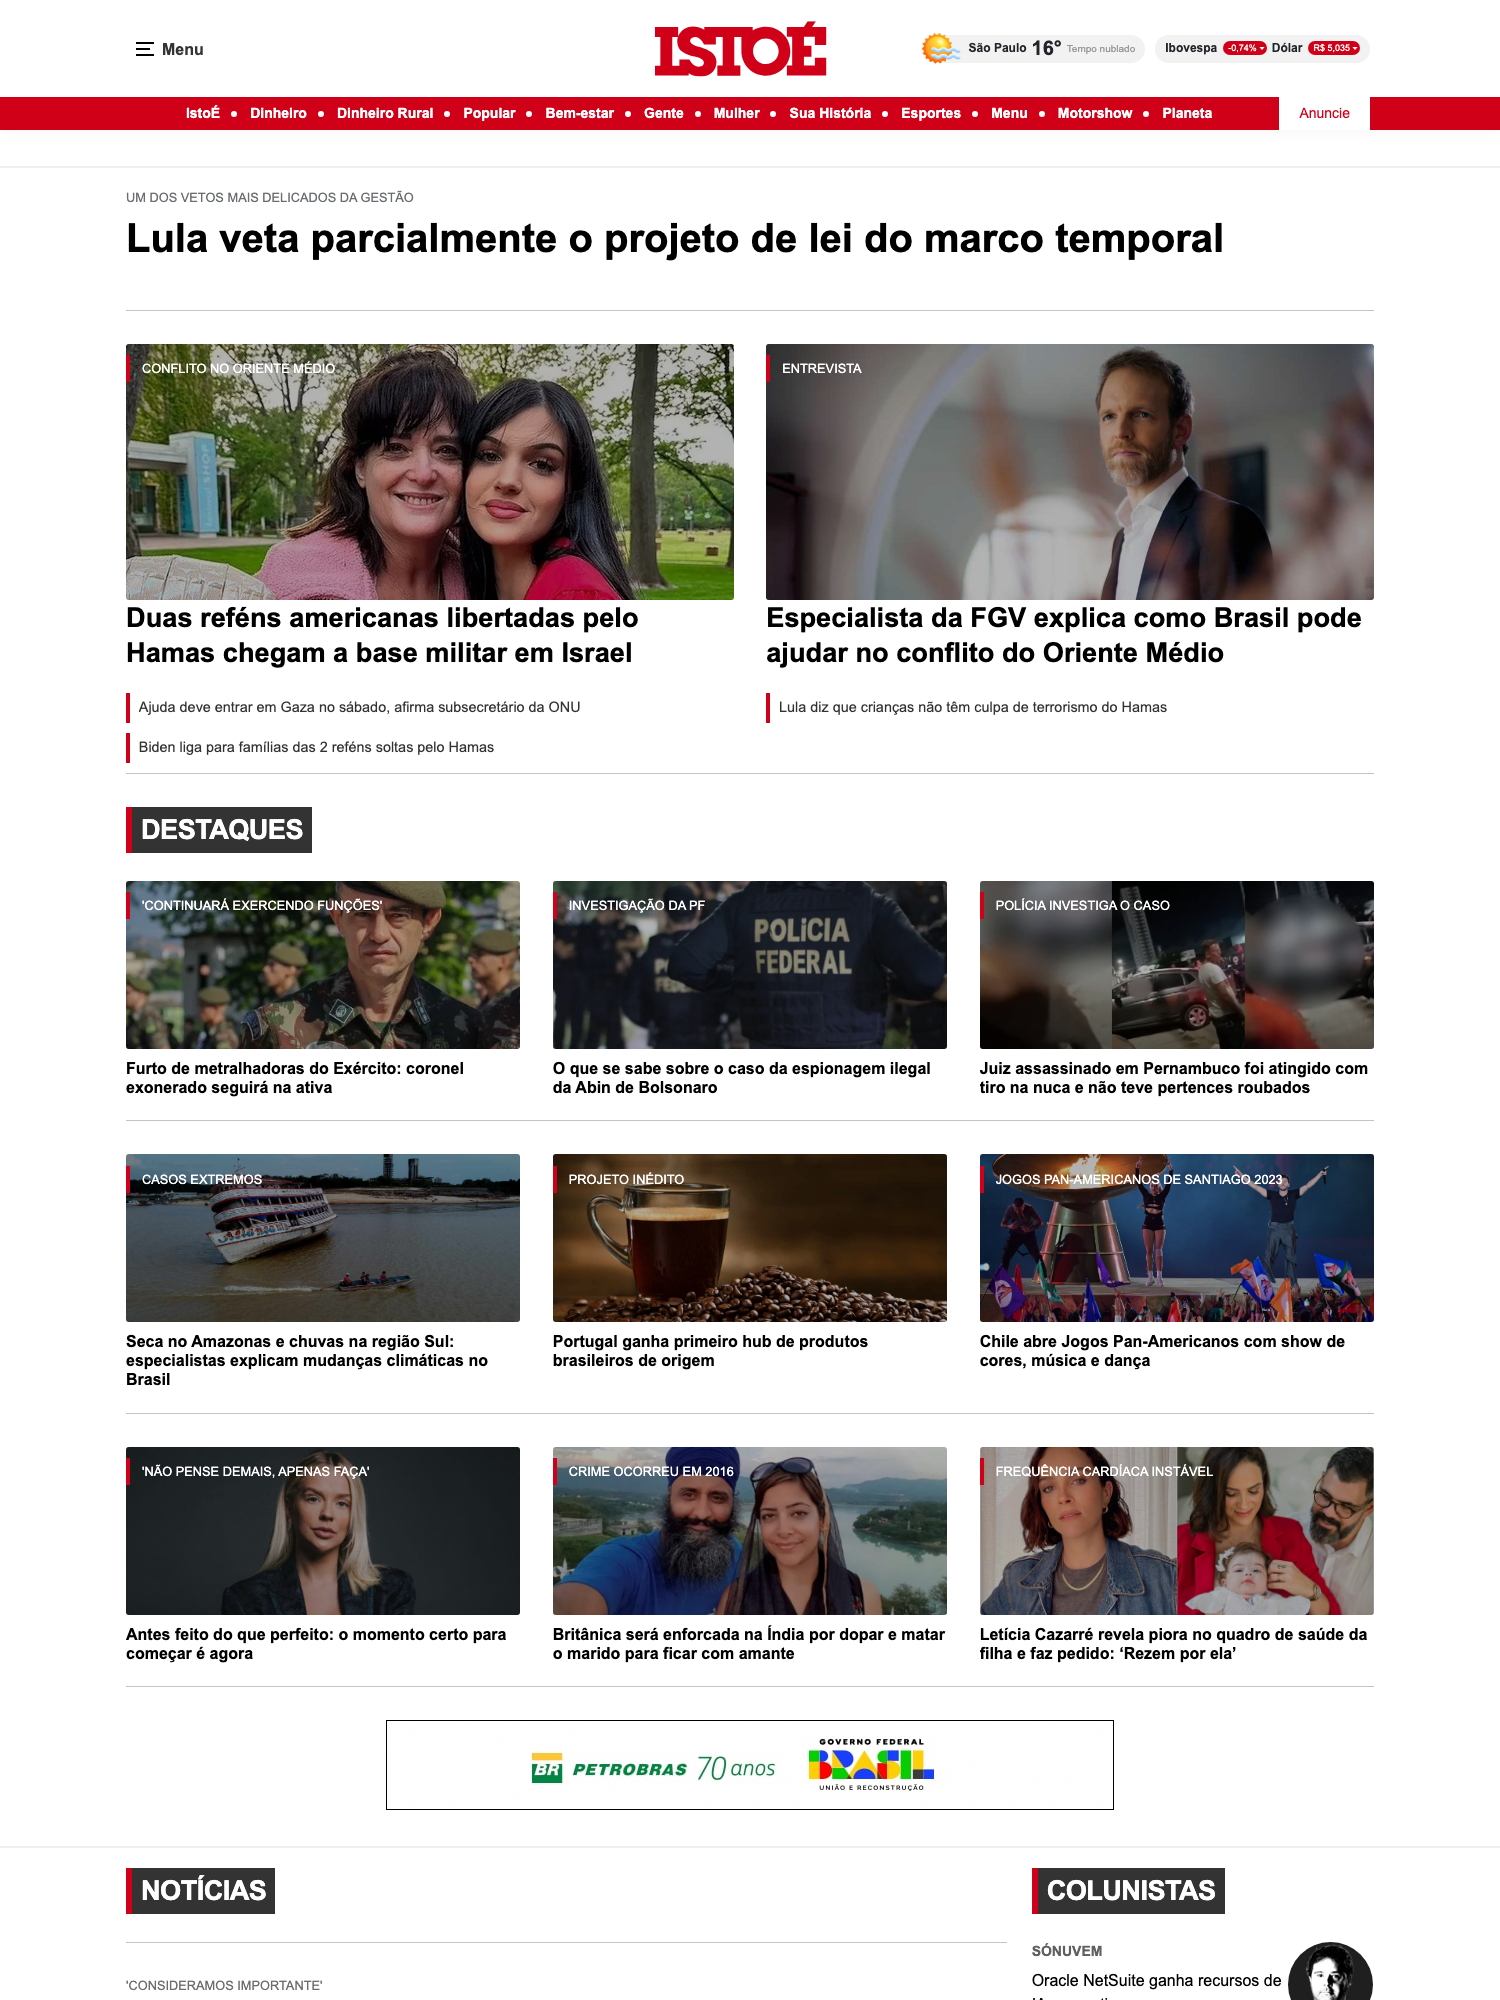 Menu
ISTOÉ
São Paulo 16° Tempo nublado
Ibovespa -0,74% Dólar R$ 5,035
IstoÉ • Dinheiro • Dinheiro Rural • Popular • Bem-estar • Gente • Mulher • Sua História • Esportes • Menu • Motorshow • Planeta
Anuncie
UM DOS VETOS MAIS DELICADOS DA GESTÃO
Lula veta parcialmente o projeto de lei do marco temporal
CONFLITO NO ORIENTE MÉDIO
SHOP
Duas reféns americanas libertadas pelo
Hamas chegam a base militar em Israel
Ajuda deve entrar em Gaza no sábado, afirma subsecretário da ONU
Biden liga para famílias das 2 reféns soltas pelo Hamas
ENTREVISTA
Especialista da FGV explica como Brasil pode
ajudar no conflito do Oriente Médio
Lula diz que crianças não têm culpa de terrorismo do Hamas
DESTAQUES
'CONTINUARÁ EXERCENDO FUNÇÕES'
Furto de metralhadoras do Exército: coronel
exonerado seguirá na ativa
INVESTIGAÇÃO DA PF
POLÍCIA
FEDERAL
O que se sabe sobre o caso da espionagem ilegal
da Abin de Bolsonaro
POLÍCIA INVESTIGA O CASO
Juiz assassinado em Pernambuco foi atingido com
tiro na nuca e não teve pertences roubados
CASOS EXTREMOS
Seca no Amazonas e chuvas na região Sul:
especialistas explicam mudanças climáticas no
Brasil
PROJETO INÉDITO
Portugal ganha primeiro hub de produtos
brasileiros de origem
JOGOS PAN-AMERICANOS DE SANTIAGO 2023
Chile abre Jogos Pan-Americanos com show de
cores, música e dança
'NÃO PENSE DEMAIS, APENAS FAÇA'
Antes feito do que perfeito: o momento certo para
começar é agora
CRIME OCORREU EM 2016
Britânica será enforcada na Índia por dopar e matar
o marido para ficar com amante
FREQUÊNCIA CARDÍACA INSTÁVEL
Letícia Cazarré revela piora no quadro de saúde da
filha e faz pedido: ‘Rezem por ela’
BR PETROBRAS 70 anos
GOVERNO FEDERAL
BRASIL
UNIÃO E RECONSTRUÇÃO
NOTÍCIAS
'CONSIDERAMOS IMPORTANTE'
COLUNISTAS
SÓNUVEM
Oracle NetSuite ganha recursos de